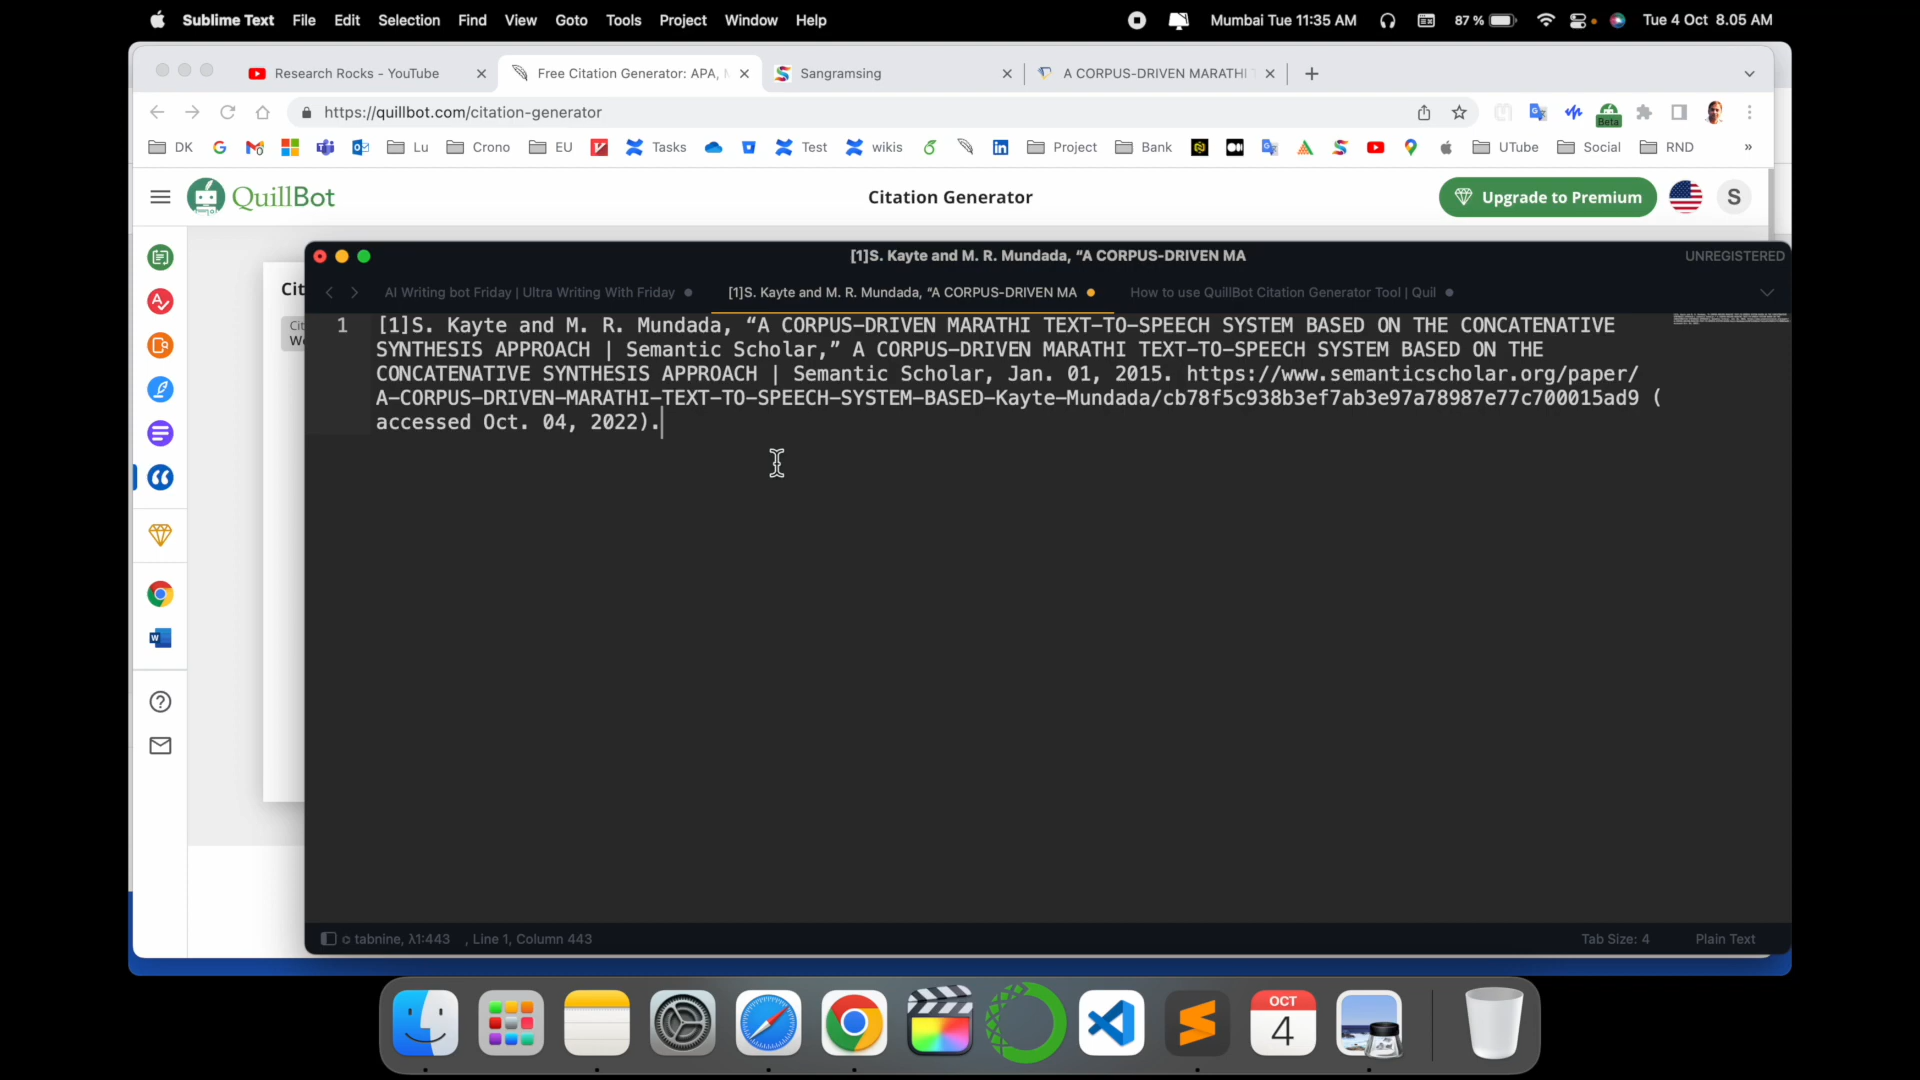 Sublime Text File Edit Selection Find View Goto Tools Project Window Help Mumbai Tue 11:35 AM 87 % Tue 4 Oct 8.05 AM
Research Rocks - YouTube Free Citation Generator: APA, Sangramsing A CORPUS-DRIVEN MARATHI
https://quillbot.com/citation-generator
Beta
DK Lu Crono EU Tasks Test wikis Project Bank UTube Social RND »
QuillBot Citation Generator Upgrade to Premium S
[1]S. Kayte and M. R. Mundada, “A CORPUS-DRIVEN MA UNREGISTERED
Cit
AI Writing bot Friday | Ultra Writing With Friday [1]S. Kayte and M. R. Mundada, “A CORPUS-DRIVEN MA How to use QuillBot Citation Generator Tool | Quil
Cit
We
1 [1]S. Kayte and M. R. Mundada, “A CORPUS–DRIVEN MARATHI TEXT–TO–SPEECH SYSTEM BASED ON THE CONCATENATIVE
SYNTHESIS APPROACH | Semantic Scholar,” A CORPUS–DRIVEN MARATHI TEXT–TO–SPEECH SYSTEM BASED ON THE
CONCATENATIVE SYNTHESIS APPROACH | Semantic Scholar, Jan. 01, 2015. https://www.semanticscholar.org/paper/
A–CORPUS–DRIVEN–MARATHI–TEXT–TO–SPEECH–SYSTEM–BASED–Kayte–Mundada/cb78f5c938b3ef7ab3e97a78987e77c700015ad9 (
accessed Oct. 04, 2022).
tabnine, λ1:443 , Line 1, Column 443 Tab Size: 4 Plain Text
OCT
4